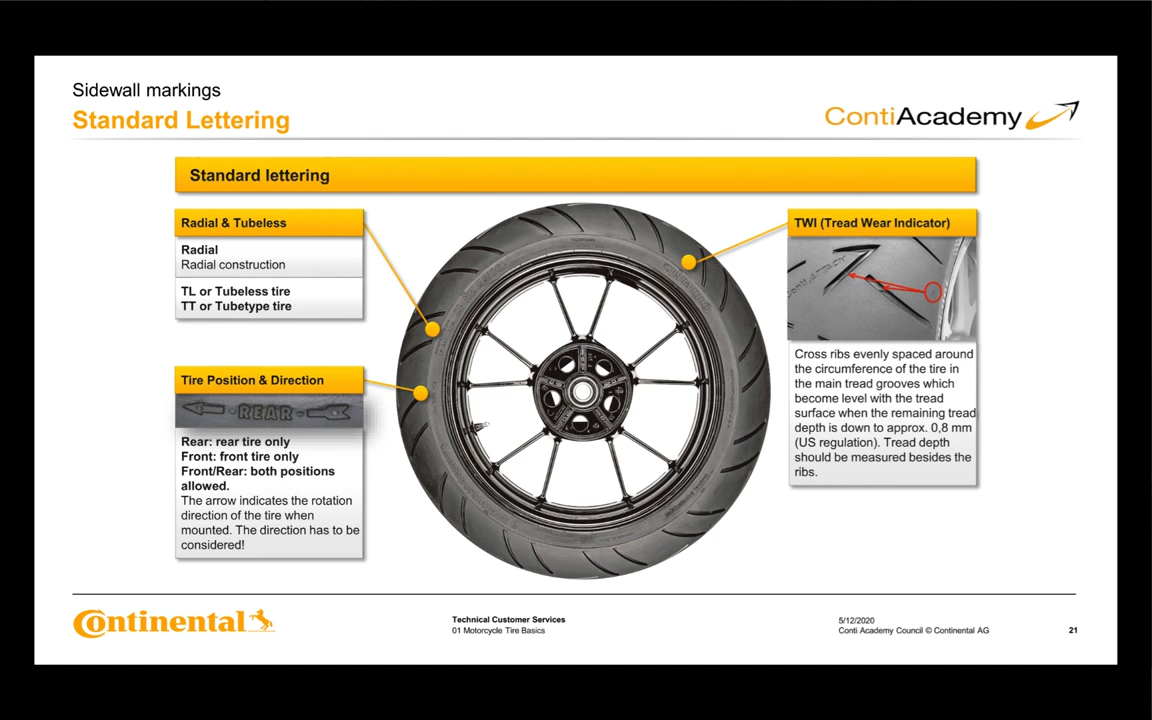 Sidewall markings
Standard Lettering
ContiAcademy
Standard lettering
Radial & Tubeless
Radial
Radial construction
TL or Tubeless tire
TT or Tubetype tire
Tire Position & Direction
REAR
Rear: rear tire only
Front: front tire only
Front/Rear: both positions
allowed.
The arrow indicates the rotation
direction of the tire when
mounted. The direction has to be
considered!
TWI (Tread Wear Indicator)
Cross ribs evenly spaced around
the circumference of the tire in
the main tread grooves which
become level with the tread
surface when the remaining tread
depth is down to approx. 0,8 mm
(US regulation). Tread depth
should be measured besides the
ribs.
Continental
Technical Customer Services
01 Motorcycle Tire Basics
5/12/2020
Conti Academy Council © Continental AG
21